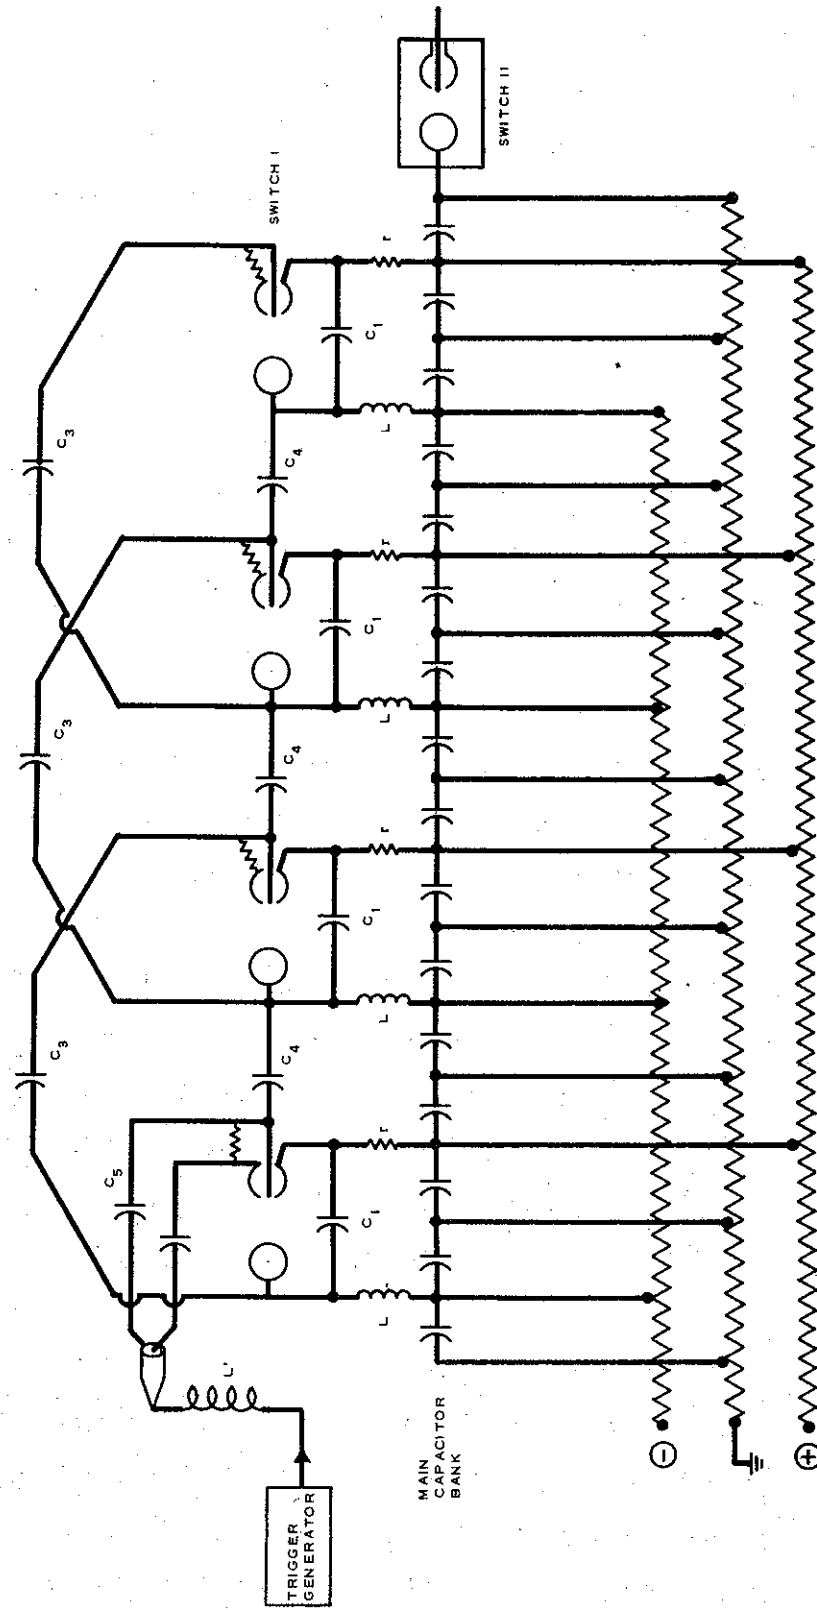 C3
C3
C3
SWITCH I
C5
C4
C4
C4
C1
C1
C1
C1
L
L
L
L
r
r
r
r
SWITCH II
L'
TRIGGER
GENERATOR
MAIN
CAPACITOR
BANK
−
+